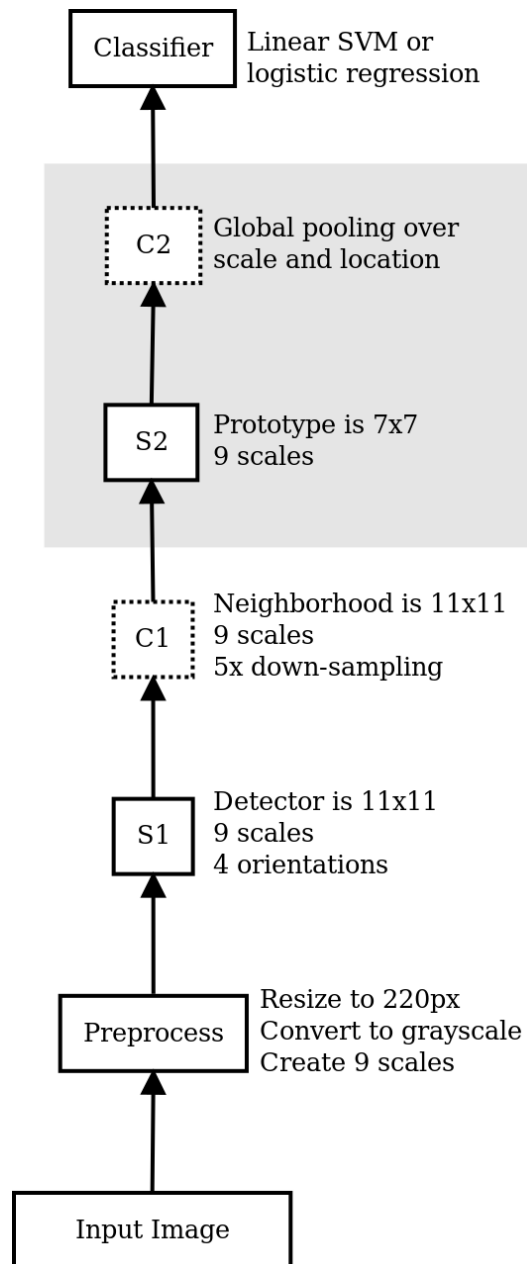 Classifier
Linear SVM or
logistic regression
C2
Global pooling over
scale and location
S2
Prototype is 7x7
9 scales
C1
Neighborhood is 11x11
9 scales
5x down-sampling
S1
Detector is 11x11
9 scales
4 orientations
Preprocess
Resize to 220px
Convert to grayscale
Create 9 scales
Input Image